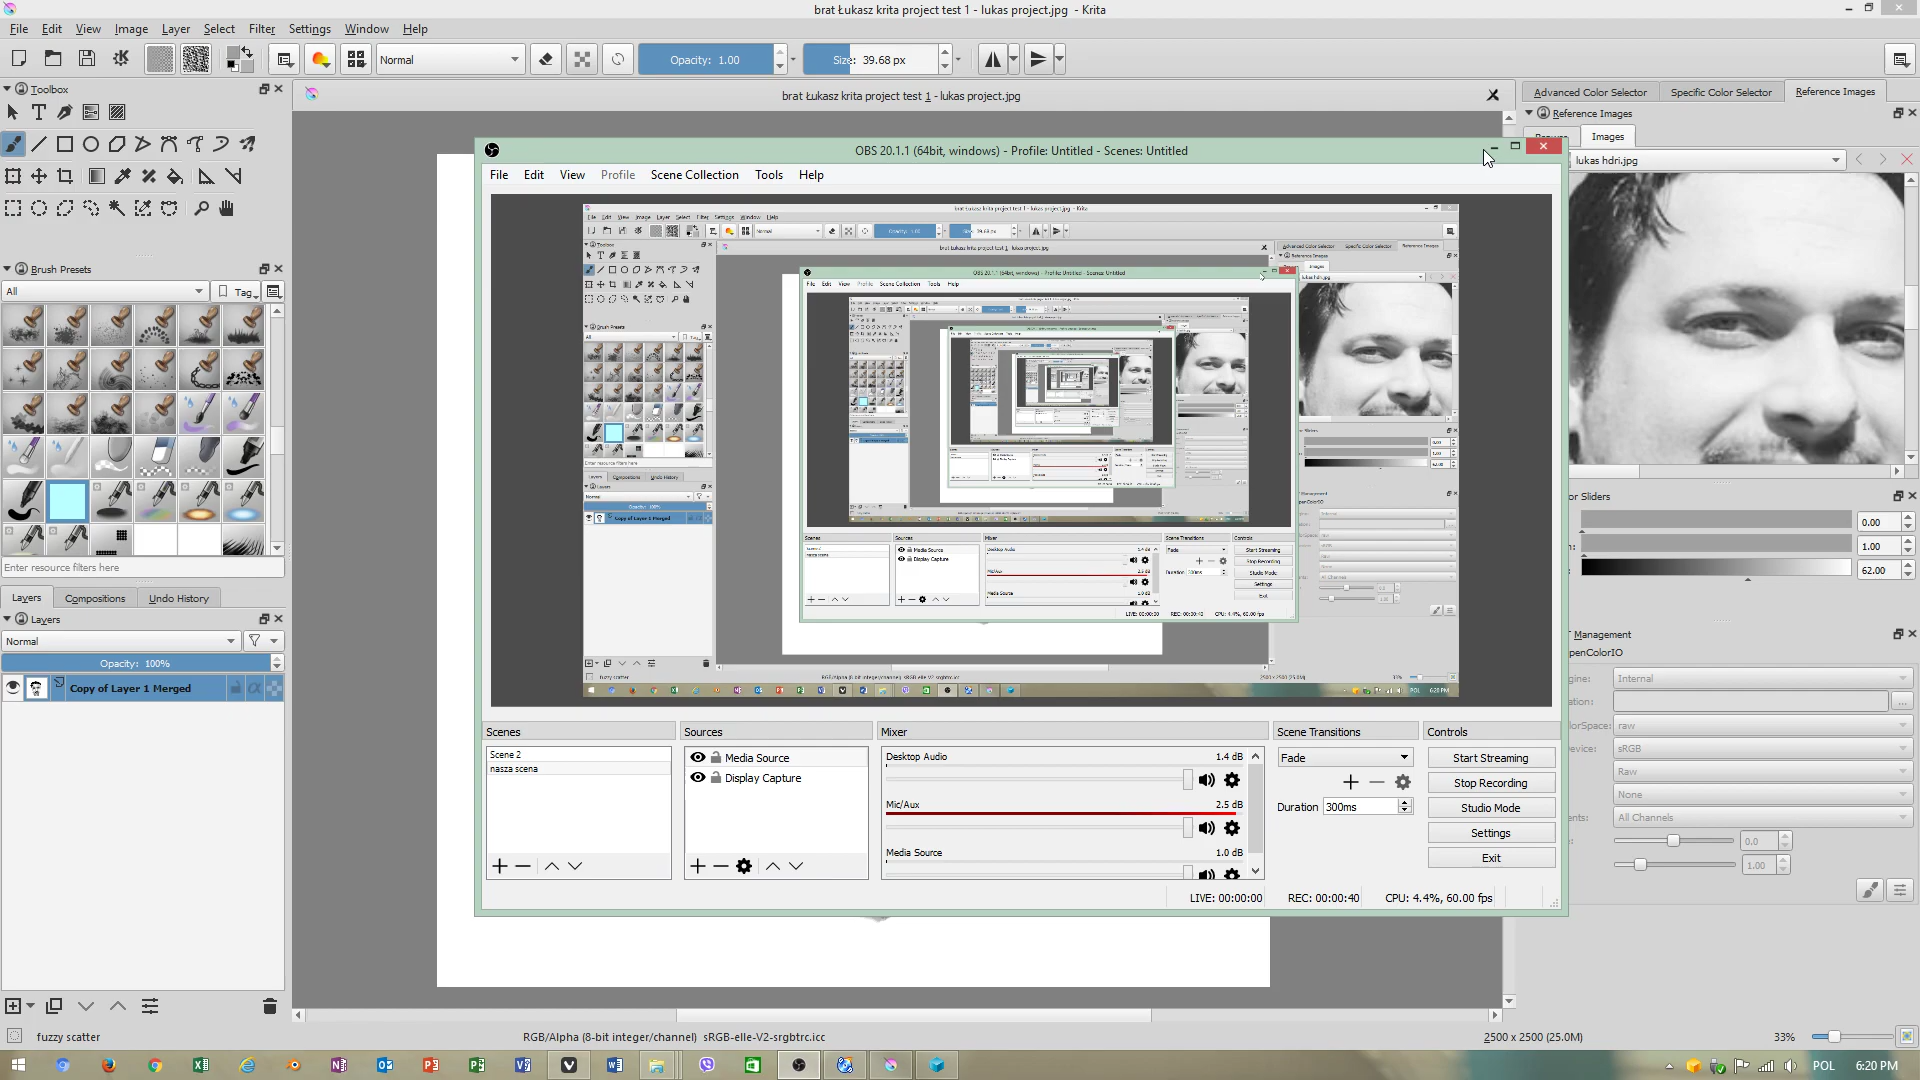 brat Łukasz krita project test 1 - lukas project.jpg - Krita
File Edit View Image Layer Select Filter Settings Window Help
Normal
Opacity: 1.00
Size: 39.68 px
Toolbox
brat Łukasz krita project test 1 - lukas project.jpg
Advanced Color Selector Specific Color Selector Reference Images
Reference Images
Images
lukas hdri.jpg
OBS 20.1.1 (64bit, windows) - Profile: Untitled - Scenes: Untitled
File Edit View Profile Scene Collection Tools Help
Brush Presets
All
Tag
Enter resource filters here
Layers Compositions Undo History
Layers
Normal
Opacity: 100%
Copy of Layer 1 Merged
or Sliders
0.00
1.00
62.00
T Management
OpenColorIO
Internal
raw
sRGB
Raw
None
All Channels
0.0
1.00
Scenes
Scene 2
nasza scena
Sources
Media Source
Display Capture
Mixer
Desktop Audio 1.4 dB
Mic/Aux 2.5 dB
Media Source 1.0 dB
Scene Transitions
Fade
Duration 300ms
Controls
Start Streaming
Stop Recording
Studio Mode
Settings
Exit
LIVE: 00:00:00 REC: 00:00:40 CPU: 4.4%, 60.00 fps
fuzzy scatter
RGB/Alpha (8-bit integer/channel) sRGB-elle-V2-srgbtrc.icc
2500 x 2500 (25.0M)
33%
POL 6:20 PM